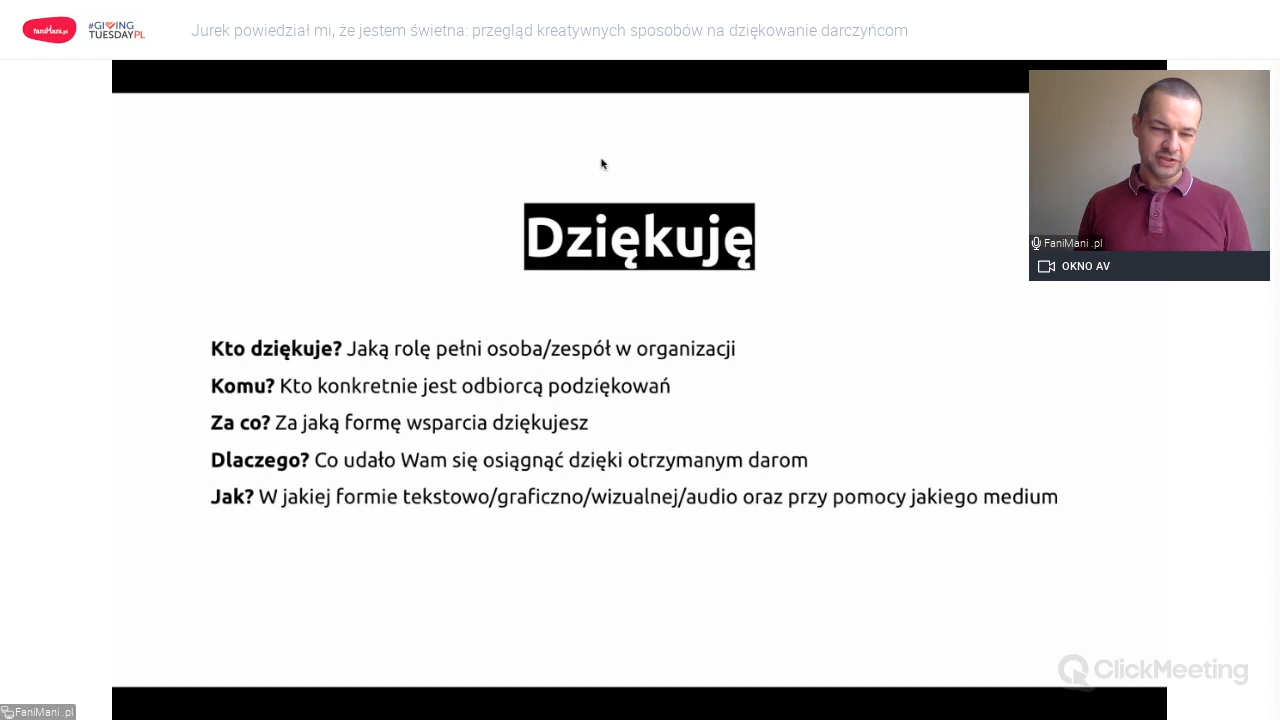 faniMani.pl
#GIVING
TUESDAYPL
Jurek powiedział mi, że jestem świetna: przegląd kreatywnych sposobów na dziękowanie darczyńcom
FaniMani .pl
OKNO AV
Dziękuję
Kto dziękuje? Jaką rolę pełni osoba/zespół w organizacji
Komu? Kto konkretnie jest odbiorcą podziękowań
Za co? Za jaką formę wsparcia dziękujesz
Dlaczego? Co udało Wam się osiągnąć dzięki otrzymanym darom
Jak? W jakiej formie tekstowo/graficzno/wizualnej/audio oraz przy pomocy jakiego medium
ClickMeeting
FaniMani .pl